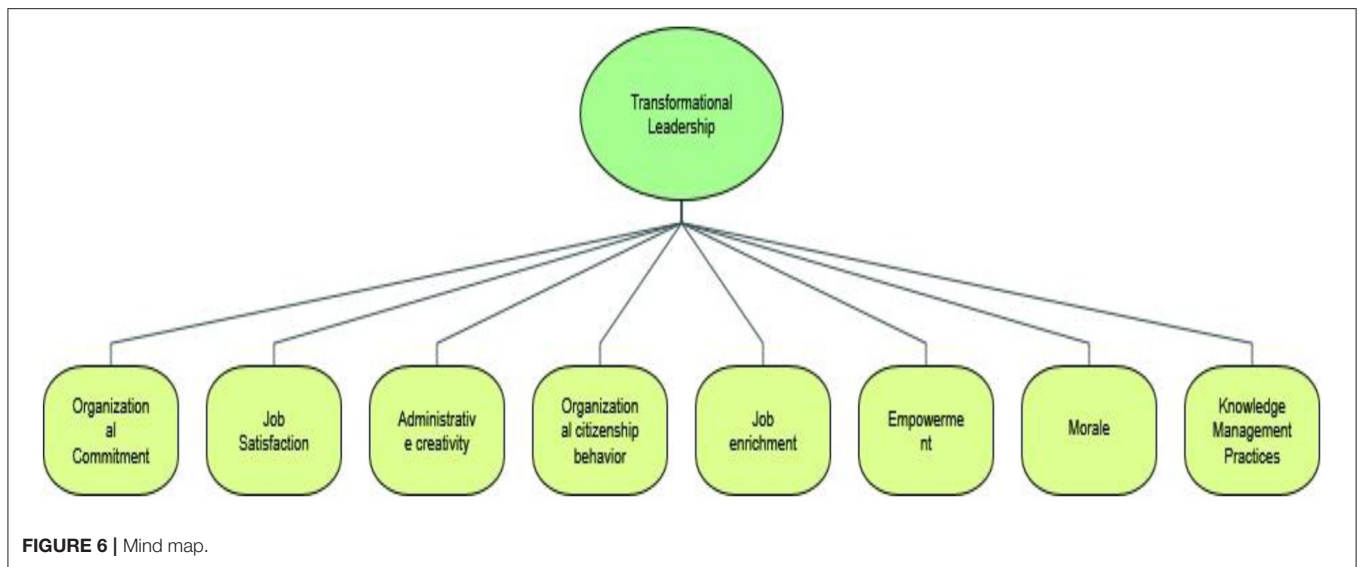 Transformational
Leadership
Organization
al
Commitment
Job
Satisfaction
Administrativ
e creativity
Organization
al citizenship
behavior
Job
enrichment
Empowerme
nt
Morale
Knowledge
Management
Practices
FIGURE 6 | Mind map.